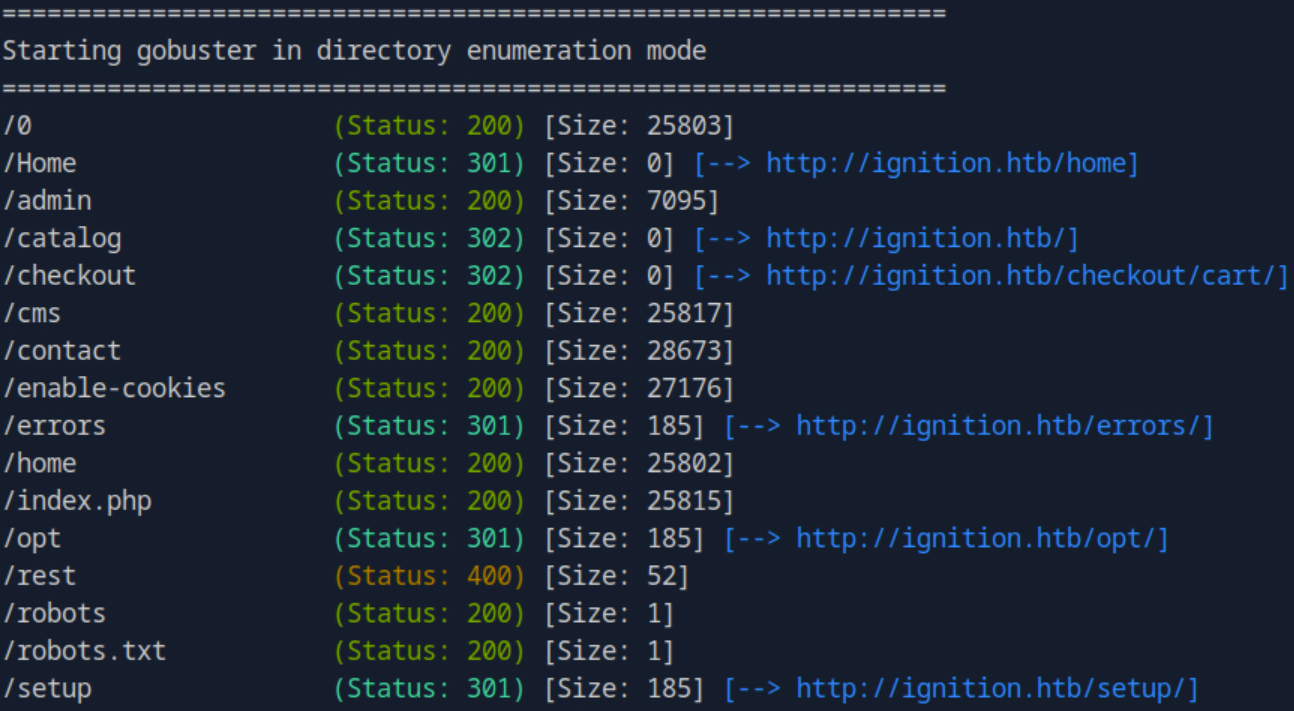 ===============================================================
Starting gobuster in directory enumeration mode
===============================================================
/0                    (Status: 200) [Size: 25803]
/Home                 (Status: 301) [Size: 0] [--> http://ignition.htb/home]
/admin                (Status: 200) [Size: 7095]
/catalog              (Status: 302) [Size: 0] [--> http://ignition.htb/]
/checkout             (Status: 302) [Size: 0] [--> http://ignition.htb/checkout/cart/]
/cms                  (Status: 200) [Size: 25817]
/contact              (Status: 200) [Size: 28673]
/enable-cookies       (Status: 200) [Size: 27176]
/errors               (Status: 301) [Size: 185] [--> http://ignition.htb/errors/]
/home                 (Status: 200) [Size: 25802]
/index.php            (Status: 200) [Size: 25815]
/opt                  (Status: 301) [Size: 185] [--> http://ignition.htb/opt/]
/rest                 (Status: 400) [Size: 52]
/robots               (Status: 200) [Size: 1]
/robots.txt           (Status: 200) [Size: 1]
/setup                (Status: 301) [Size: 185] [--> http://ignition.htb/setup/]